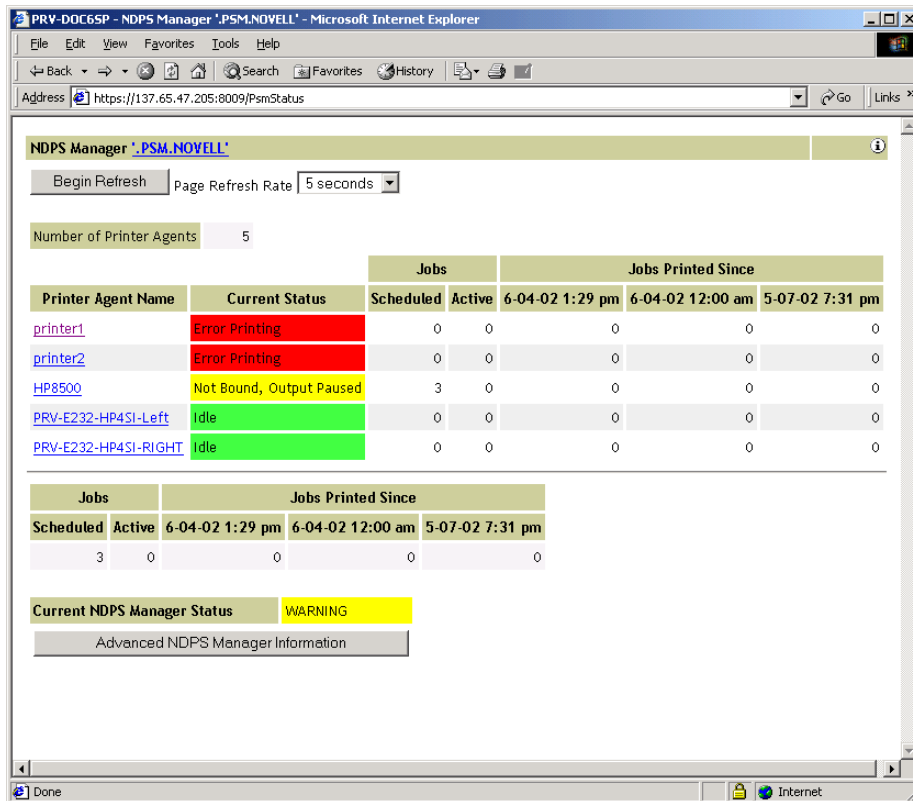 PRV-DOC6SP - NDPS Manager '.PSM.NOVELL' - Microsoft Internet Explorer
File Edit View Favorites Tools Help
Back Search Favorites History
Address https://137.65.47.205:8009/PsmStatus Go Links »
NDPS Manager '.PSM.NOVELL'
Begin Refresh Page Refresh Rate 5 seconds
Number of Printer Agents 5
Jobs Jobs Printed Since
Printer Agent Name Current Status Scheduled Active 6-04-02 1:29 pm 6-04-02 12:00 am 5-07-02 7:31 pm
printer1 Error Printing 0 0 0 0 0
printer2 Error Printing 0 0 0 0 0
HP8500 Not Bound, Output Paused 3 0 0 0 0
PRV-E232-HP4SI-Left Idle 0 0 0 0 0
PRV-E232-HP4SI-RIGHT Idle 0 0 0 0 0
Jobs Jobs Printed Since
Scheduled Active 6-04-02 1:29 pm 6-04-02 12:00 am 5-07-02 7:31 pm
3 0 0 0 0
Current NDPS Manager Status WARNING
Advanced NDPS Manager Information
Done Internet